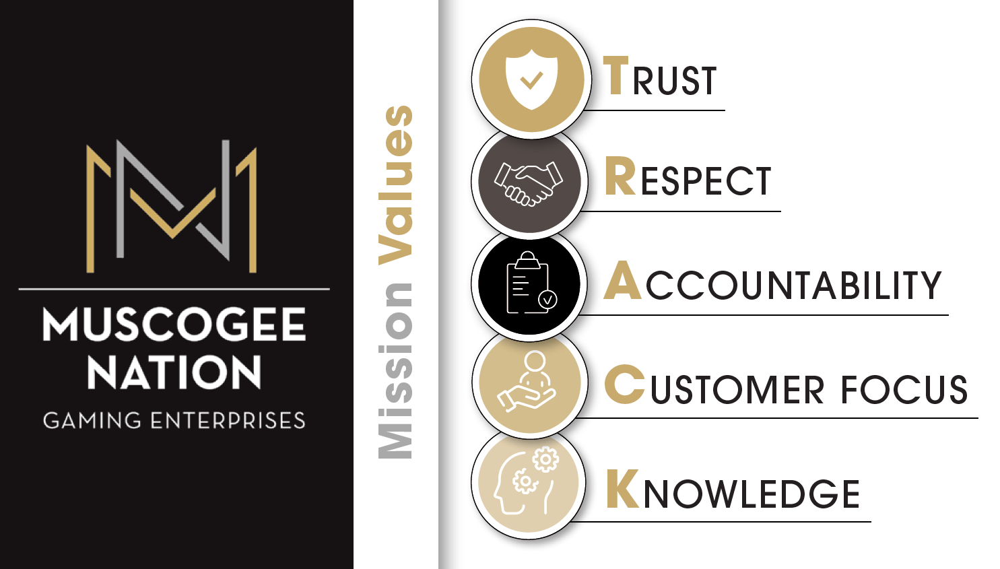 MUSCOGEE
NATION
GAMING ENTERPRISES
Mission Values
TRUST
RESPECT
ACCOUNTABILITY
CUSTOMER FOCUS
KNOWLEDGE